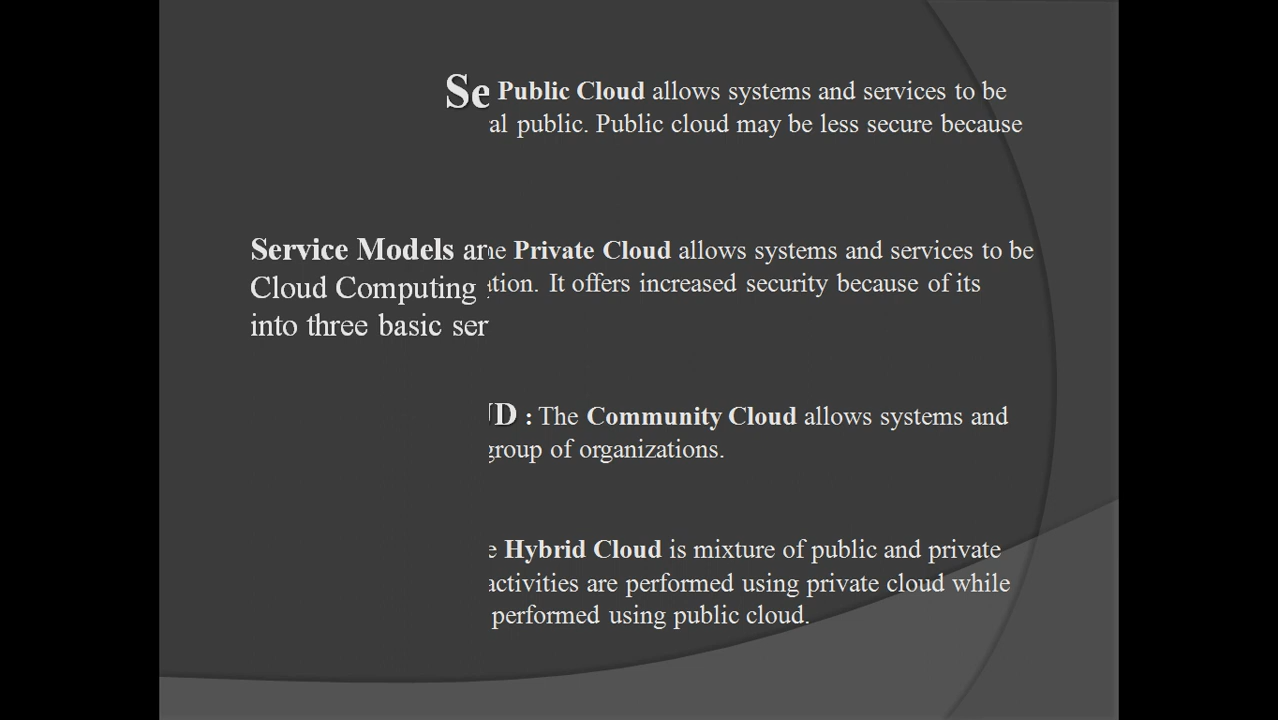 Se Public Cloud allows systems and services to be
al public. Public cloud may be less secure because
Service Models ar ne Private Cloud allows systems and services to be
Cloud Computing tion. It offers increased security because of its
into three basic ser
D : The Community Cloud allows systems and
group of organizations.
e Hybrid Cloud is mixture of public and private
activities are performed using private cloud while
performed using public cloud.